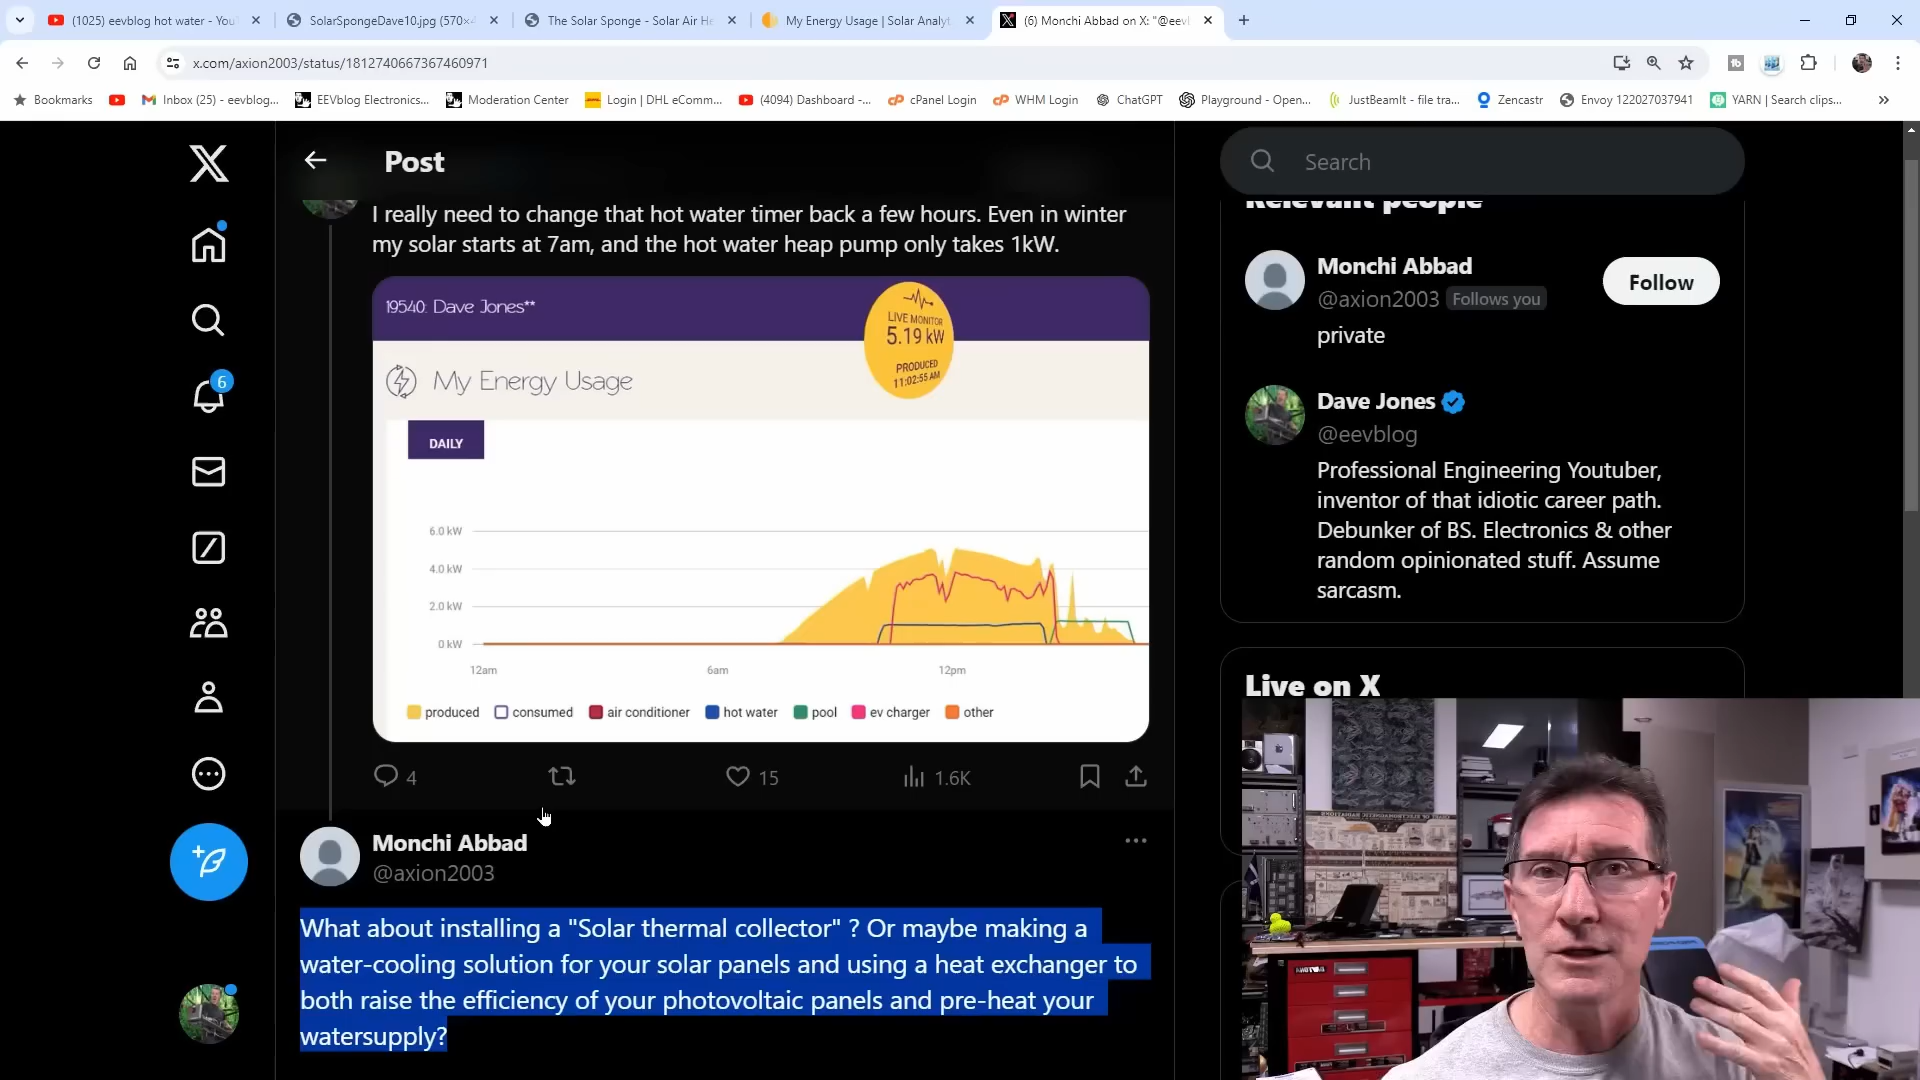 (1025) eevblog hot water - You
SolarSpongeDave10.jpg (570×4
The Solar Sponge - Solar Air He
My Energy Usage | Solar Analyt
(6) Monchi Abbad on X: "@eevl
x.com/axion2003/status/1812740667367460971
Bookmarks
Inbox (25) - eevblog...
EEVblog Electronics...
Moderation Center
Login | DHL eComm...
(4094) Dashboard -...
cPanel Login
WHM Login
ChatGPT
Playground - Open...
JustBeamIt - file tra...
Zencastr
Envoy 122027037941
YARN | Search clips...
Post
I really need to change that hot water timer back a few hours. Even in winter
my solar starts at 7am, and the hot water heap pump only takes 1kW.
19540: Dave Jones**
LIVE MONITOR
5.19 kW
PRODUCED
11:02:55 AM
My Energy Usage
DAILY
6.0 kW
4.0 kW
2.0 kW
0 kW
12am
6am
12pm
produced
consumed
air conditioner
hot water
pool
ev charger
other
4
15
1.6K
Monchi Abbad
@axion2003
What about installing a "Solar thermal collector" ? Or maybe making a
water-cooling solution for your solar panels and using a heat exchanger to
both raise the efficiency of your photovoltaic panels and pre-heat your
watersupply?
6
Search
Relevant people
Monchi Abbad
@axion2003 Follows you
Follow
private
Dave Jones
@eevblog
Professional Engineering Youtuber,
inventor of that idiotic career path.
Debunker of BS. Electronics & other
random opinionated stuff. Assume
sarcasm.
Live on X